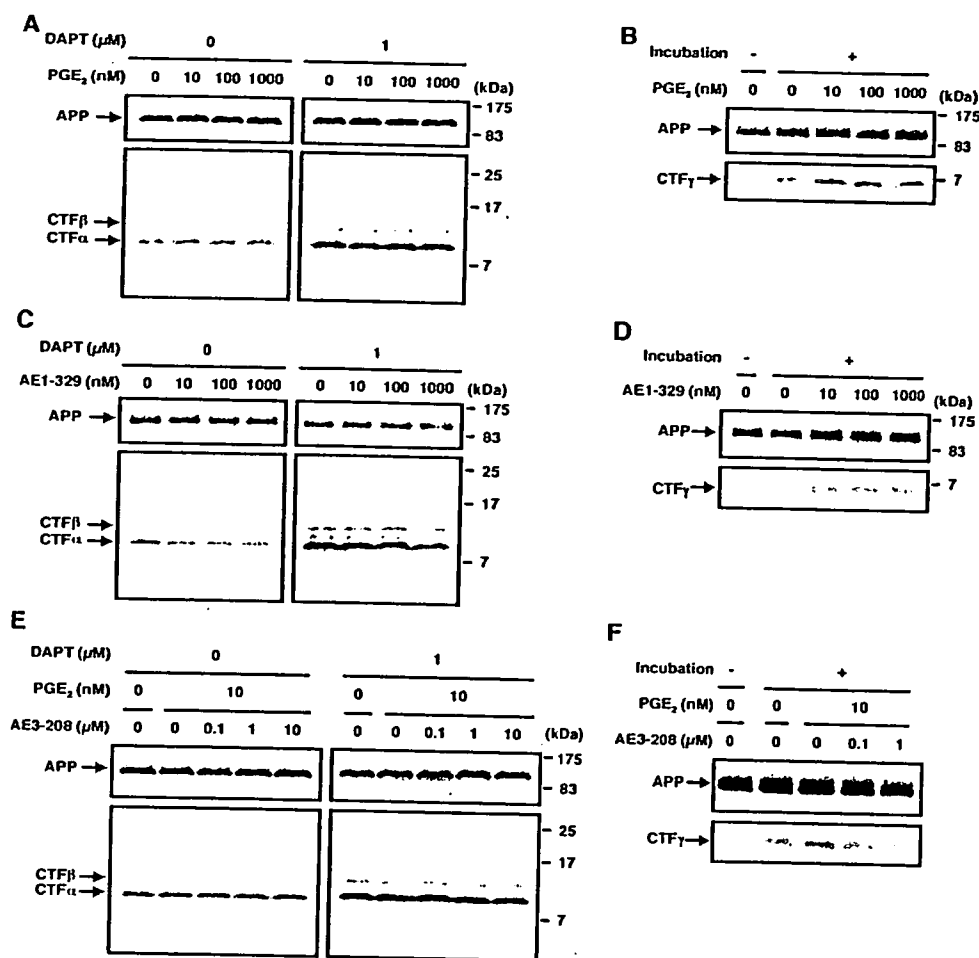 A
DAPT (μM) 0 1
PGE₂ (nM) 0 10 100 1000 0 10 100 1000 (kDa)
APP
- 175
- 83
- 25
- 17
CTFβ
CTFα
- 7
B
Incubation - +
PGE₂ (nM) 0 0 10 100 1000 (kDa)
APP
- 175
- 83
CTFγ - 7
C
DAPT (μM) 0 1
AE1-329 (nM) 0 10 100 1000 0 10 100 1000 (kDa)
APP
- 175
- 83
- 25
- 17
CTFβ
CTFα
- 7
D
Incubation - +
AE1-329 (nM) 0 0 10 100 1000 (kDa)
APP
- 175
- 83
CTFγ - 7
E
DAPT (μM) 0 1
PGE₂ (nM) 0 10 0 10
AE3-208 (μM) 0 0 0.1 1 10 0 0 0.1 1 10 (kDa)
APP
- 175
- 83
- 25
- 17
CTFβ
CTFα
- 7
F
Incubation - +
PGE₂ (nM) 0 0 10
AE3-208 (μM) 0 0 0 0.1 1
APP
CTFγ